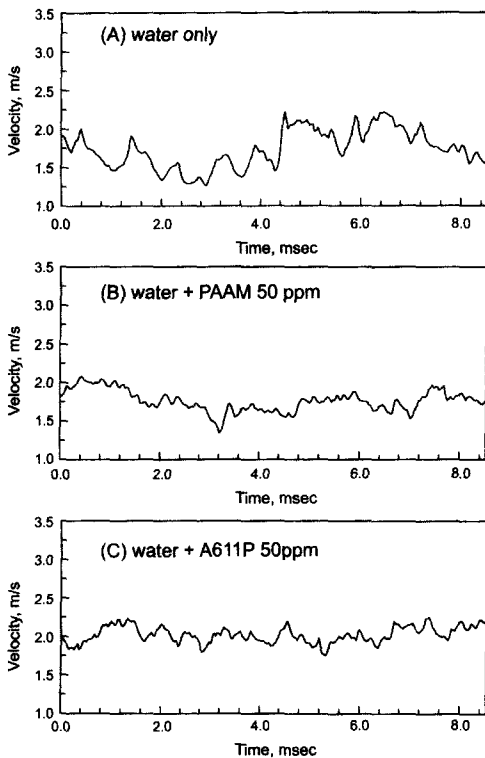 3.5
(A) water only
3.0
2.5
Velocity, m/s
2.0
1.5
1.0
0.0 2.0 4.0 6.0 8.0
Time, msec
3.5
(B) water + PAAM 50 ppm
3.0
2.5
Velocity, m/s
2.0
1.5
1.0
0.0 2.0 4.0 6.0 8.0
Time, msec
3.5
(C) water + A611P 50ppm
3.0
2.5
Velocity, m/s
2.0
1.5
1.0
0.0 2.0 4.0 6.0 8.0
Time, msec